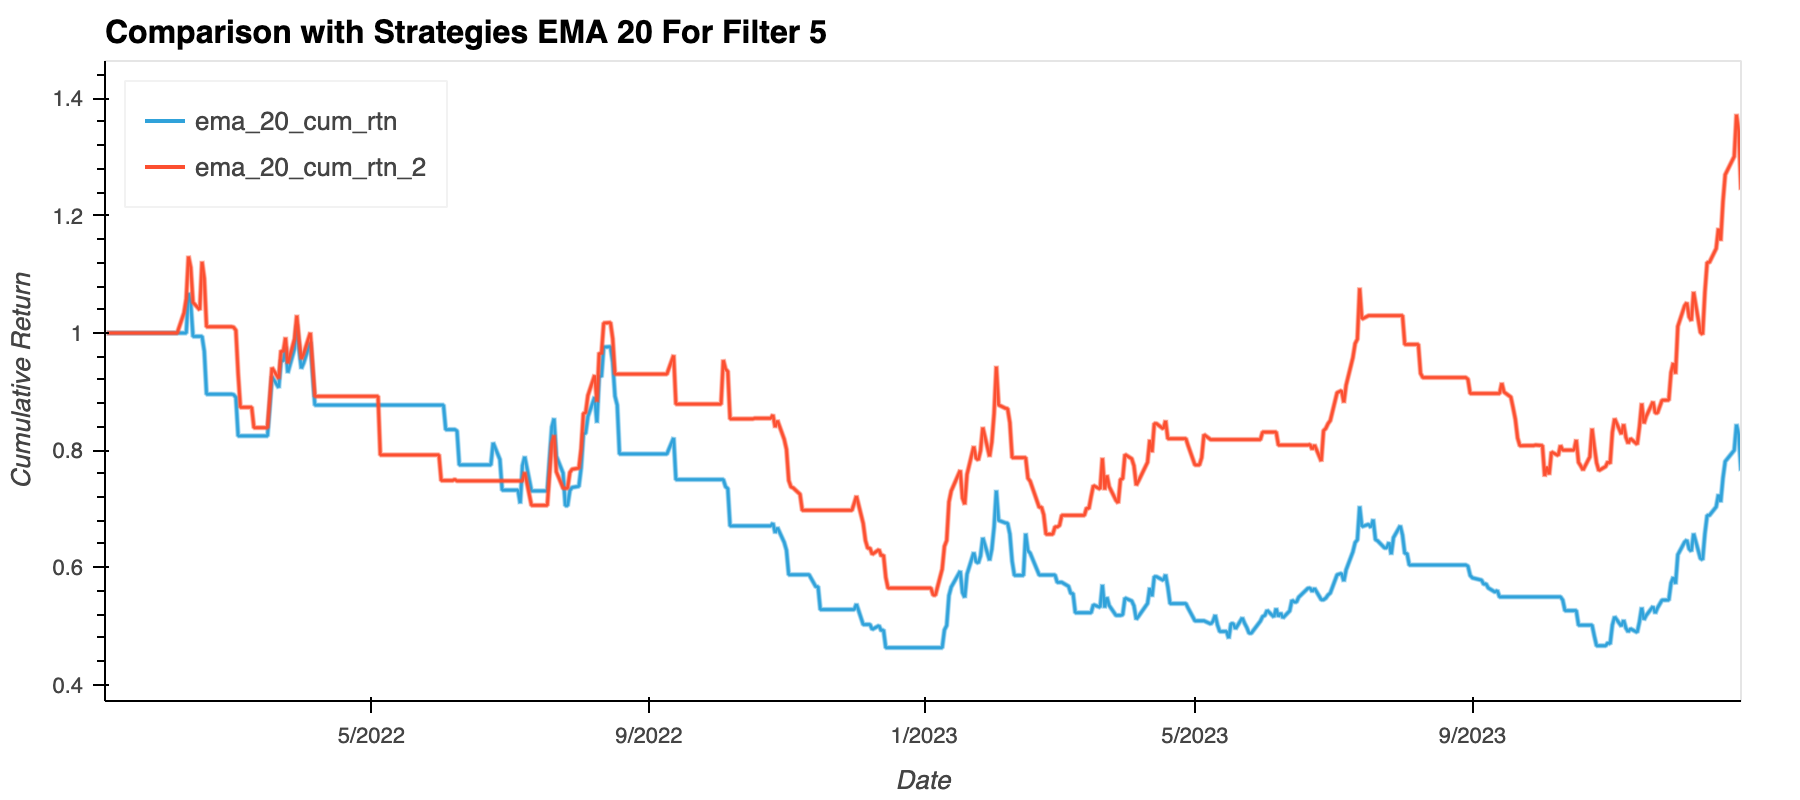 Comparison with Strategies EMA 20 For Filter 5
ema_20_cum_rtn
ema_20_cum_rtn_2
Cumulative Return
1.4
1.2
1
0.8
0.6
0.4
5/2022 9/2022 1/2023 5/2023 9/2023
Date